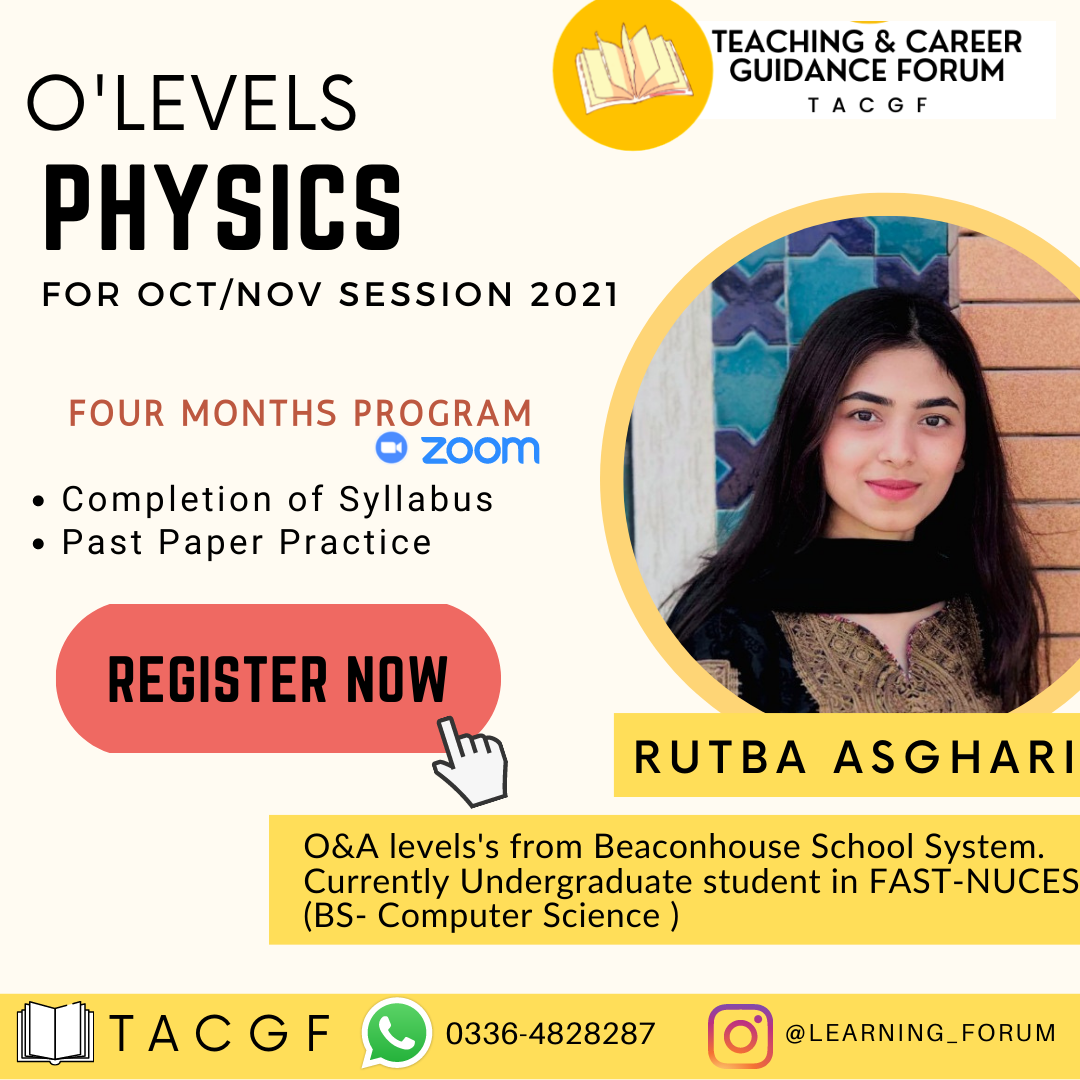 TEACHING & CAREER
GUIDANCE FORUM
TACGF
O'LEVELS
PHYSICS
FOR OCT/NOV SESSION 2021
FOUR MONTHS PROGRAM
zoom
• Completion of Syllabus
• Past Paper Practice
REGISTER NOW
RUTBA ASGHARI
O&A levels's from Beaconhouse School System.
Currently Undergraduate student in FAST-NUCES
(BS- Computer Science )
TACGF
0336-4828287
@LEARNING_FORUM